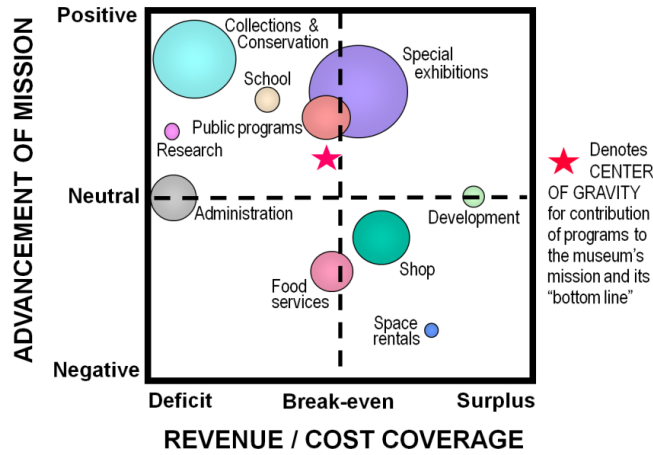 Positive
Collections &
Conservation
Special
exhibitions
School
Public programs
Research
Denotes
CENTER
OF GRAVITY
for contribution
of programs to
the museum's
mission and its
"bottom line"
ADVANCEMENT OF MISSION
Neutral
Administration
Development
Shop
Food
services
Space
rentals
Negative
Deficit
Break-even
Surplus
REVENUE / COST COVERAGE